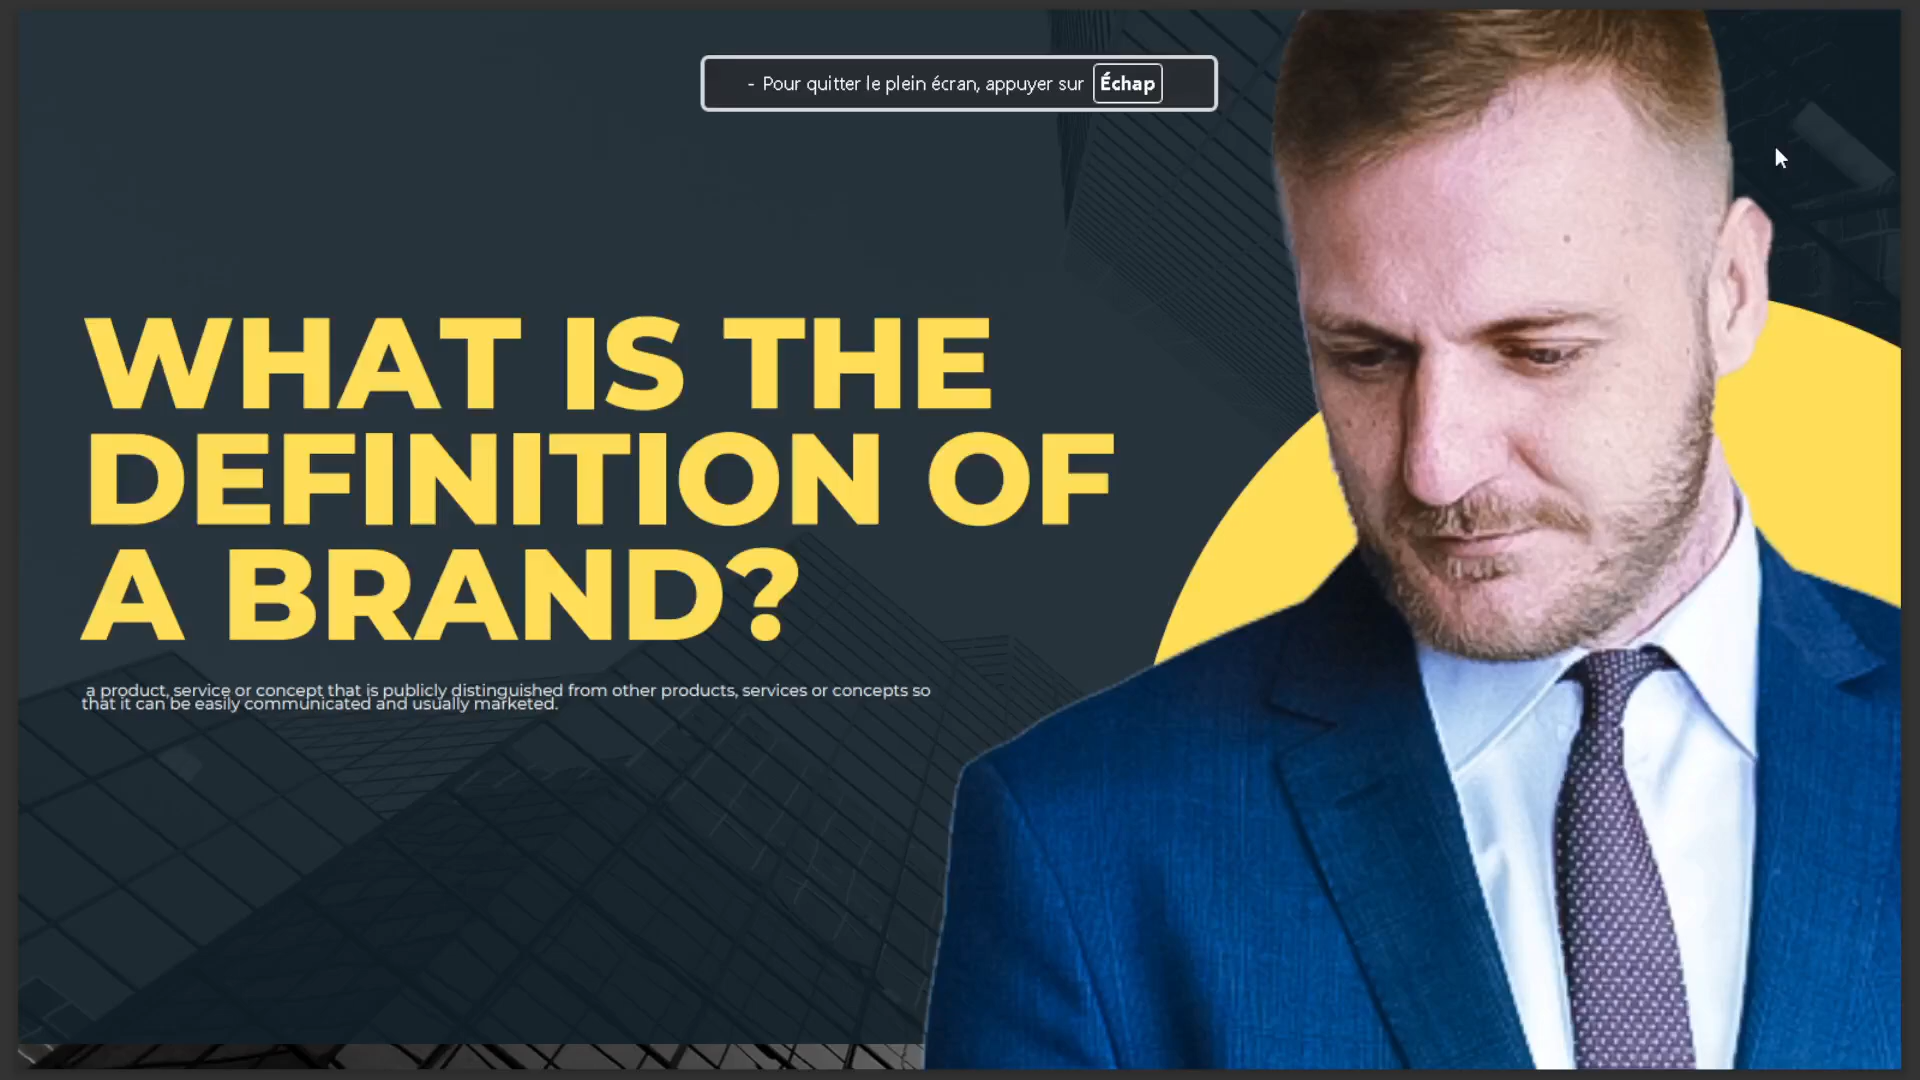 - Pour quitter le plein écran, appuyer sur Échap
WHAT IS THE
DEFINITION OF
A BRAND?
a product, service or concept that is publicly distinguished from other products, services or concepts so
that it can be easily communicated and usually marketed.